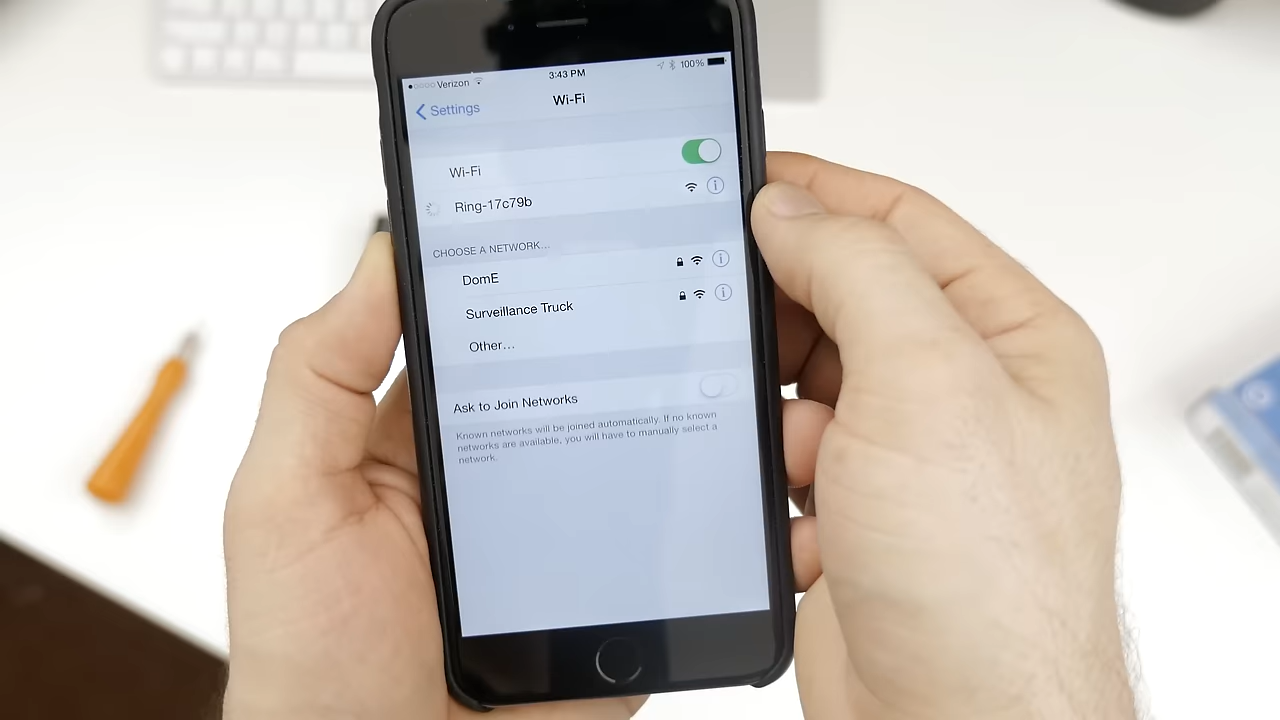 ●○○○○ Verizon 3:43 PM 100%
Settings Wi-Fi
Wi-Fi
Ring-17c79b
CHOOSE A NETWORK...
DomE
Surveillance Truck
Other...
Ask to Join Networks
Known networks will be joined automatically. If no known
networks are available, you will have to manually select a
network.